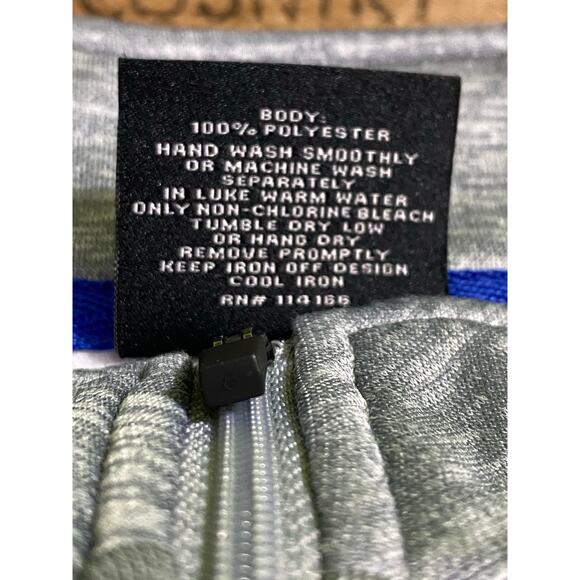 BODY:
100% POLYESTER
HAND WASH SMOOTHLY
OR MACHINE WASH
SEPARATELY
IN LUKE WARM WATER
ONLY NON-CHLORINE BLEACH
TUMBLE DRY LOW
OR HANG DRY
REMOVE PROMPTLY
KEEP IRON OFF DESIGN
COOL IRON
RN# 114166